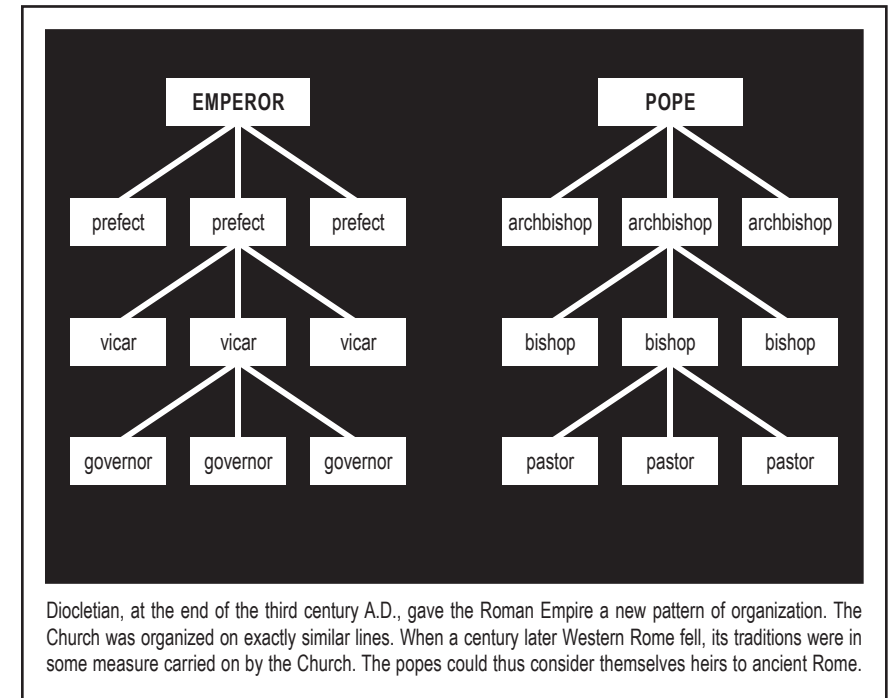 EMPEROR
POPE
prefect prefect prefect
archbishop archbishop archbishop
vicar vicar vicar
bishop bishop bishop
governor governor governor
pastor pastor pastor
Diocletian, at the end of the third century A.D., gave the Roman Empire a new pattern of organization. The
Church was organized on exactly similar lines. When a century later Western Rome fell, its traditions were in
some measure carried on by the Church. The popes could thus consider themselves heirs to ancient Rome.